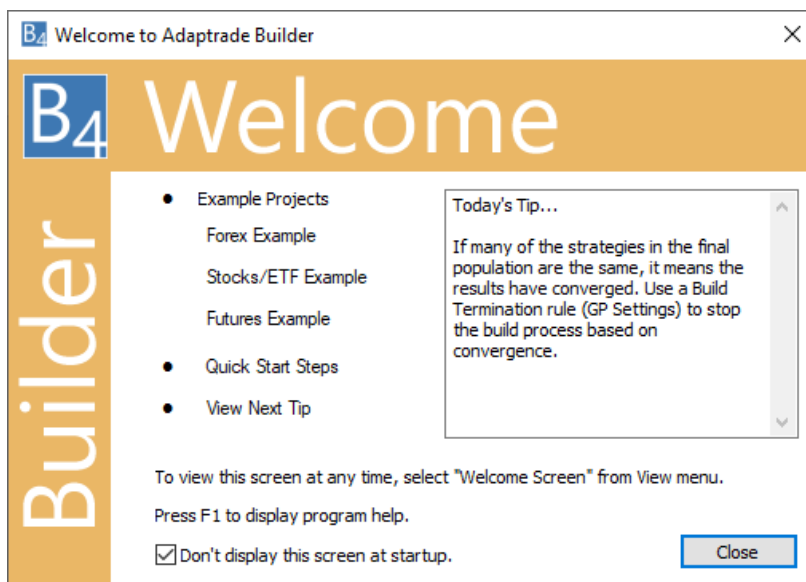 B4 Welcome to Adaptrade Builder
B4 Welcome
Builder
Example Projects
Forex Example
Stocks/ETF Example
Futures Example
Quick Start Steps
View Next Tip
Today's Tip...
If many of the strategies in the final
population are the same, it means the
results have converged. Use a Build
Termination rule (GP Settings) to stop
the build process based on
convergence.
To view this screen at any time, select "Welcome Screen" from View menu.
Press F1 to display program help.
Don't display this screen at startup.
Close